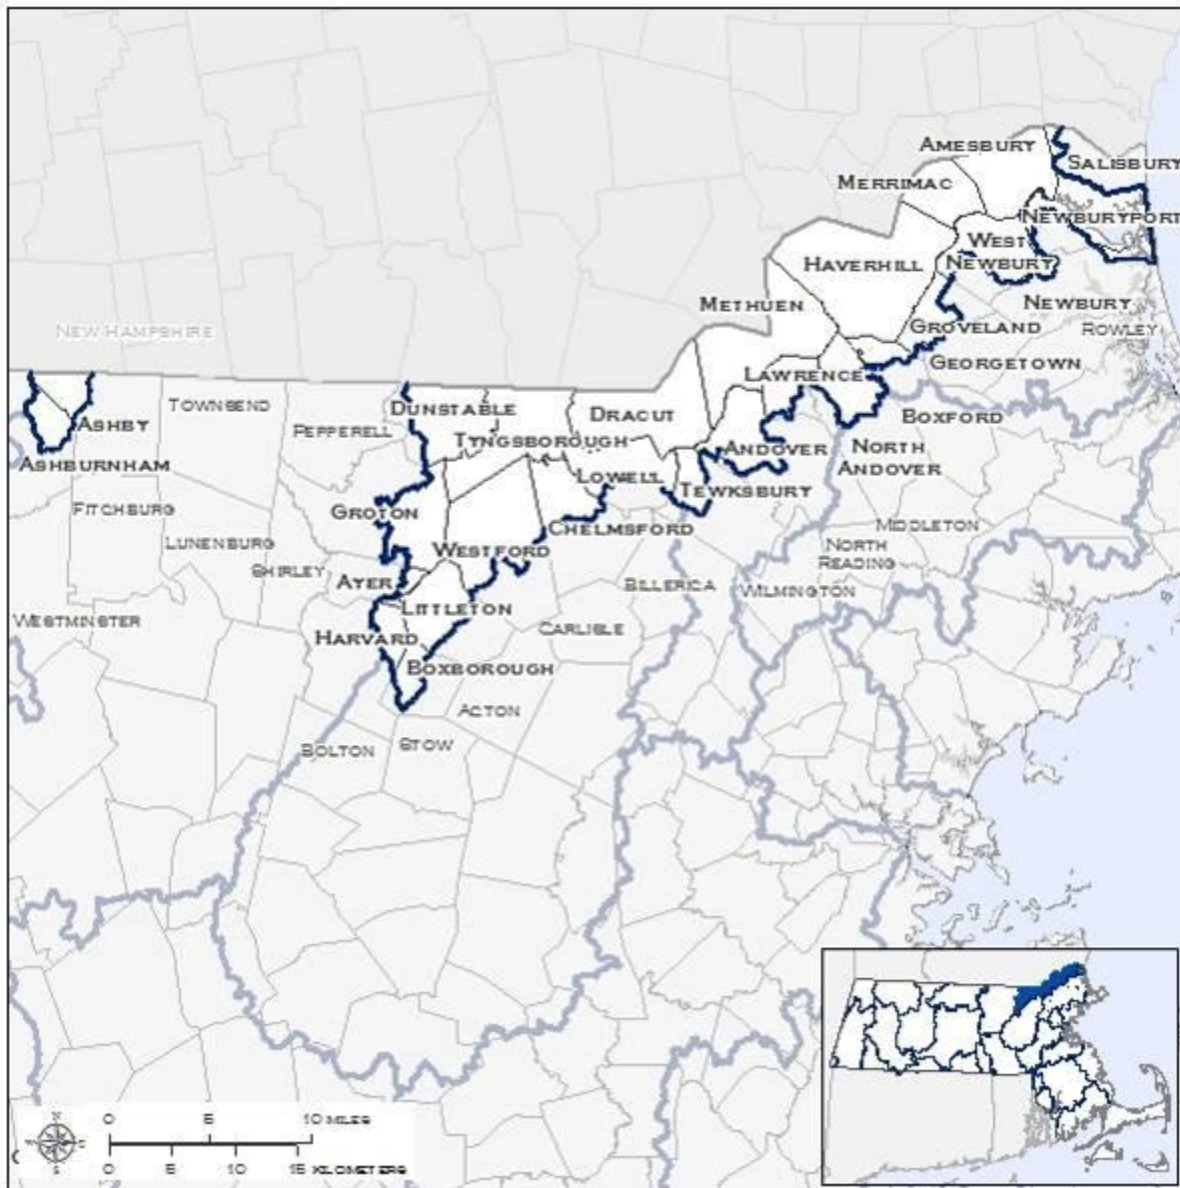 AMESBURY
SALISBURY
MERRIMAC
NEWBURYPORT
WEST
NEWBURY
HAVERHILL
METHUEN
NEWBURY
GROVELAND
ROWLEY
NEW HAMPSHIRE
GEORGETOWN
LAWRENCE
TOWNSEND
DUNSTABLE
DRACUT
BOXFORD
ASHBY
PEPPERELL
TYNGSBOROUGH
ANDOVER
NORTH
ANDOVER
ASHBURNHAM
LOWELL
TEWKSBURY
FITCHBURG
GROTON
CHELMSFORD
MIDDLETON
LUNENBURG
WESTFORD
NORTH
READING
SHIRLEY
AYER
BILLERICA
WILMINGTON
LITTLETON
WESTMINSTER
HARVARD
CARLISLE
BOXBOROUGH
ACTON
BOLTON
STOW
0 5 10 MILES
0 5 10 15 KILOMETERS
N
W E
S